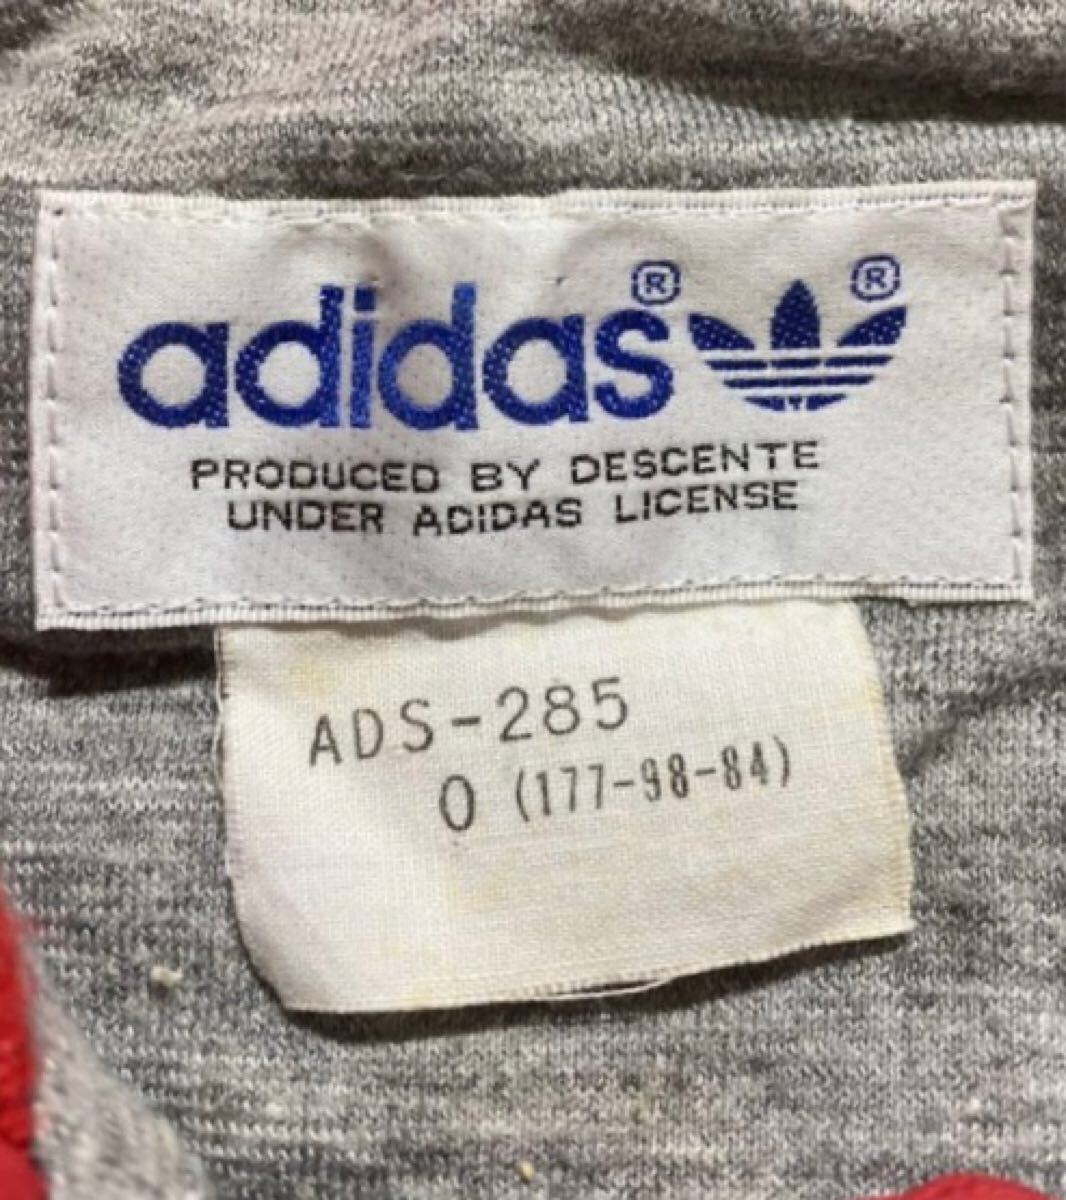 adidas® ®
PRODUCED BY DESCENTE
UNDER ADIDAS LICENSE
ADS-285
O (177-98-84)